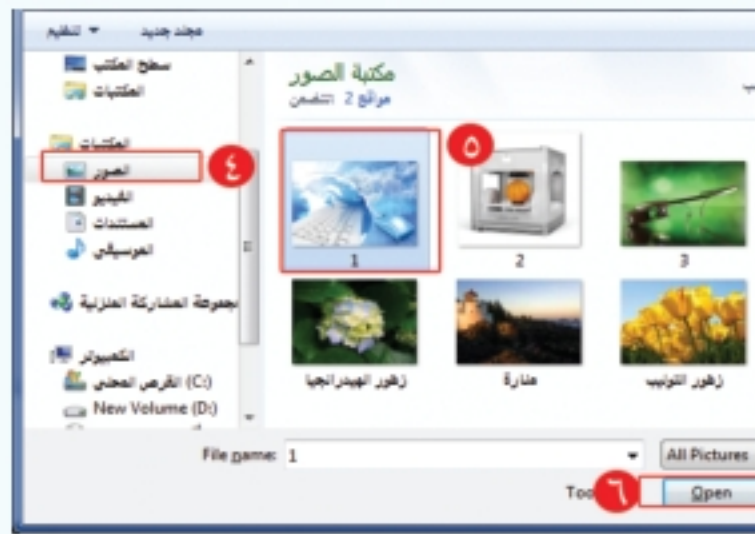 تنظيم ▼ مجلد جديد
سطح المكتب
المكتبات
المكتبات
الصور
٤
الفيديو
المستندات
الموسيقى
مجموعة المشاركة المنزلية
الكمبيوتر
القرص المحلي (C:)
New Volume (D:)
مكتبة الصور
تتضمن 2 مواقع
٥
1
2
3
زهور الهيدرانجيا
منارة
زهور التوليب
File name: 1
All Pictures
٦
Open